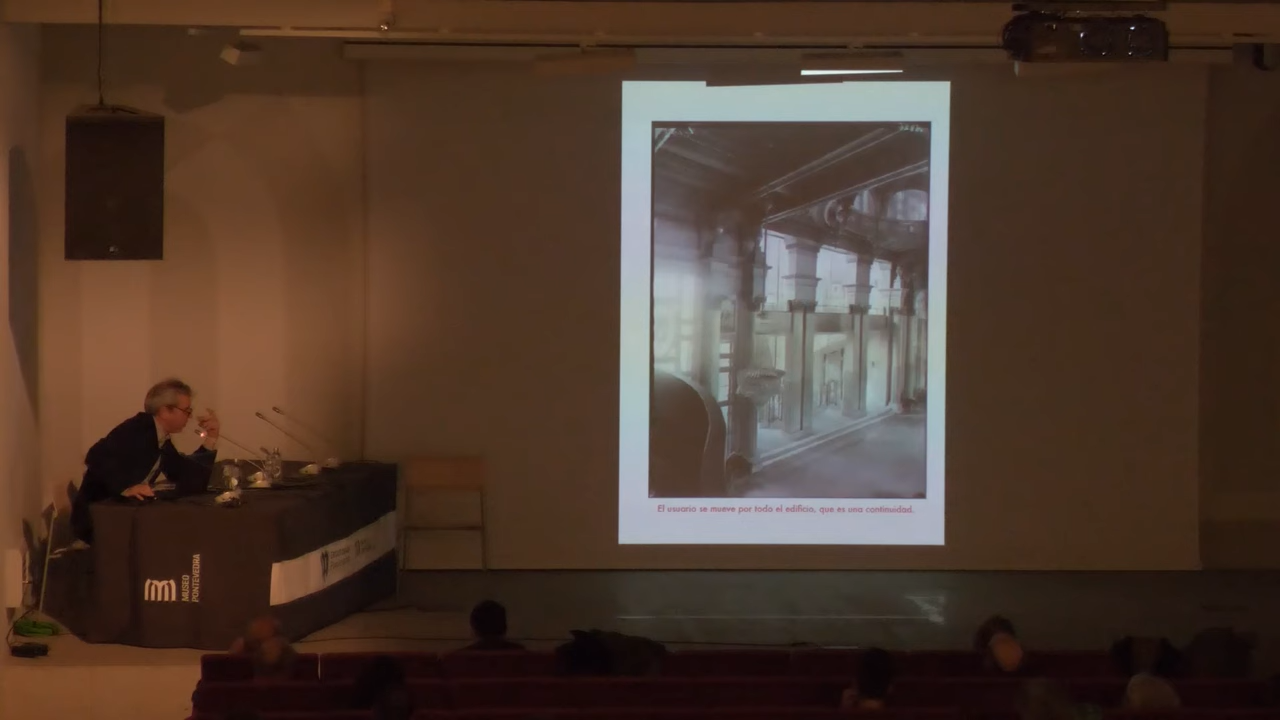 El usuario se mueve por todo el edificio, que es una continuidad.
MUSEO
PONTEVEDRA